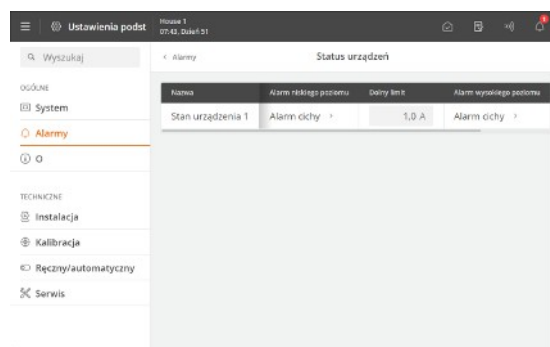 Ustawienia podst
House 1
07:43, Dzień 51
Wyszukaj
Alarmy
Status urządzeń
OGÓLNE
System
Alarmy
O
TECHNICZNE
Instalacja
Kalibracja
Ręczny/automatyczny
Serwis
Nazwa Alarm niskiego poziomu Dolny limit Alarm wysokiego poziomu
Stan urządzenia 1 Alarm cichy 1,0 A Alarm cichy